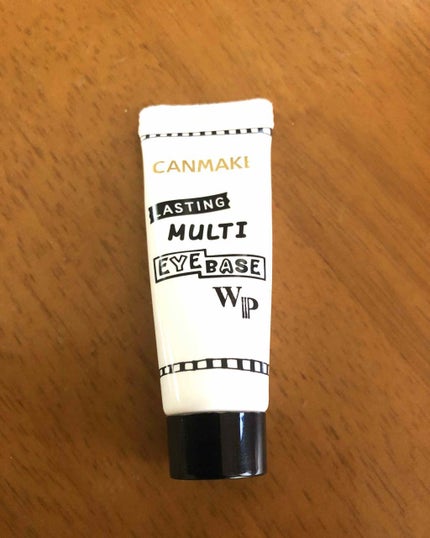 CANMAKE
LASTING
MULTI
EYE BASE
WP